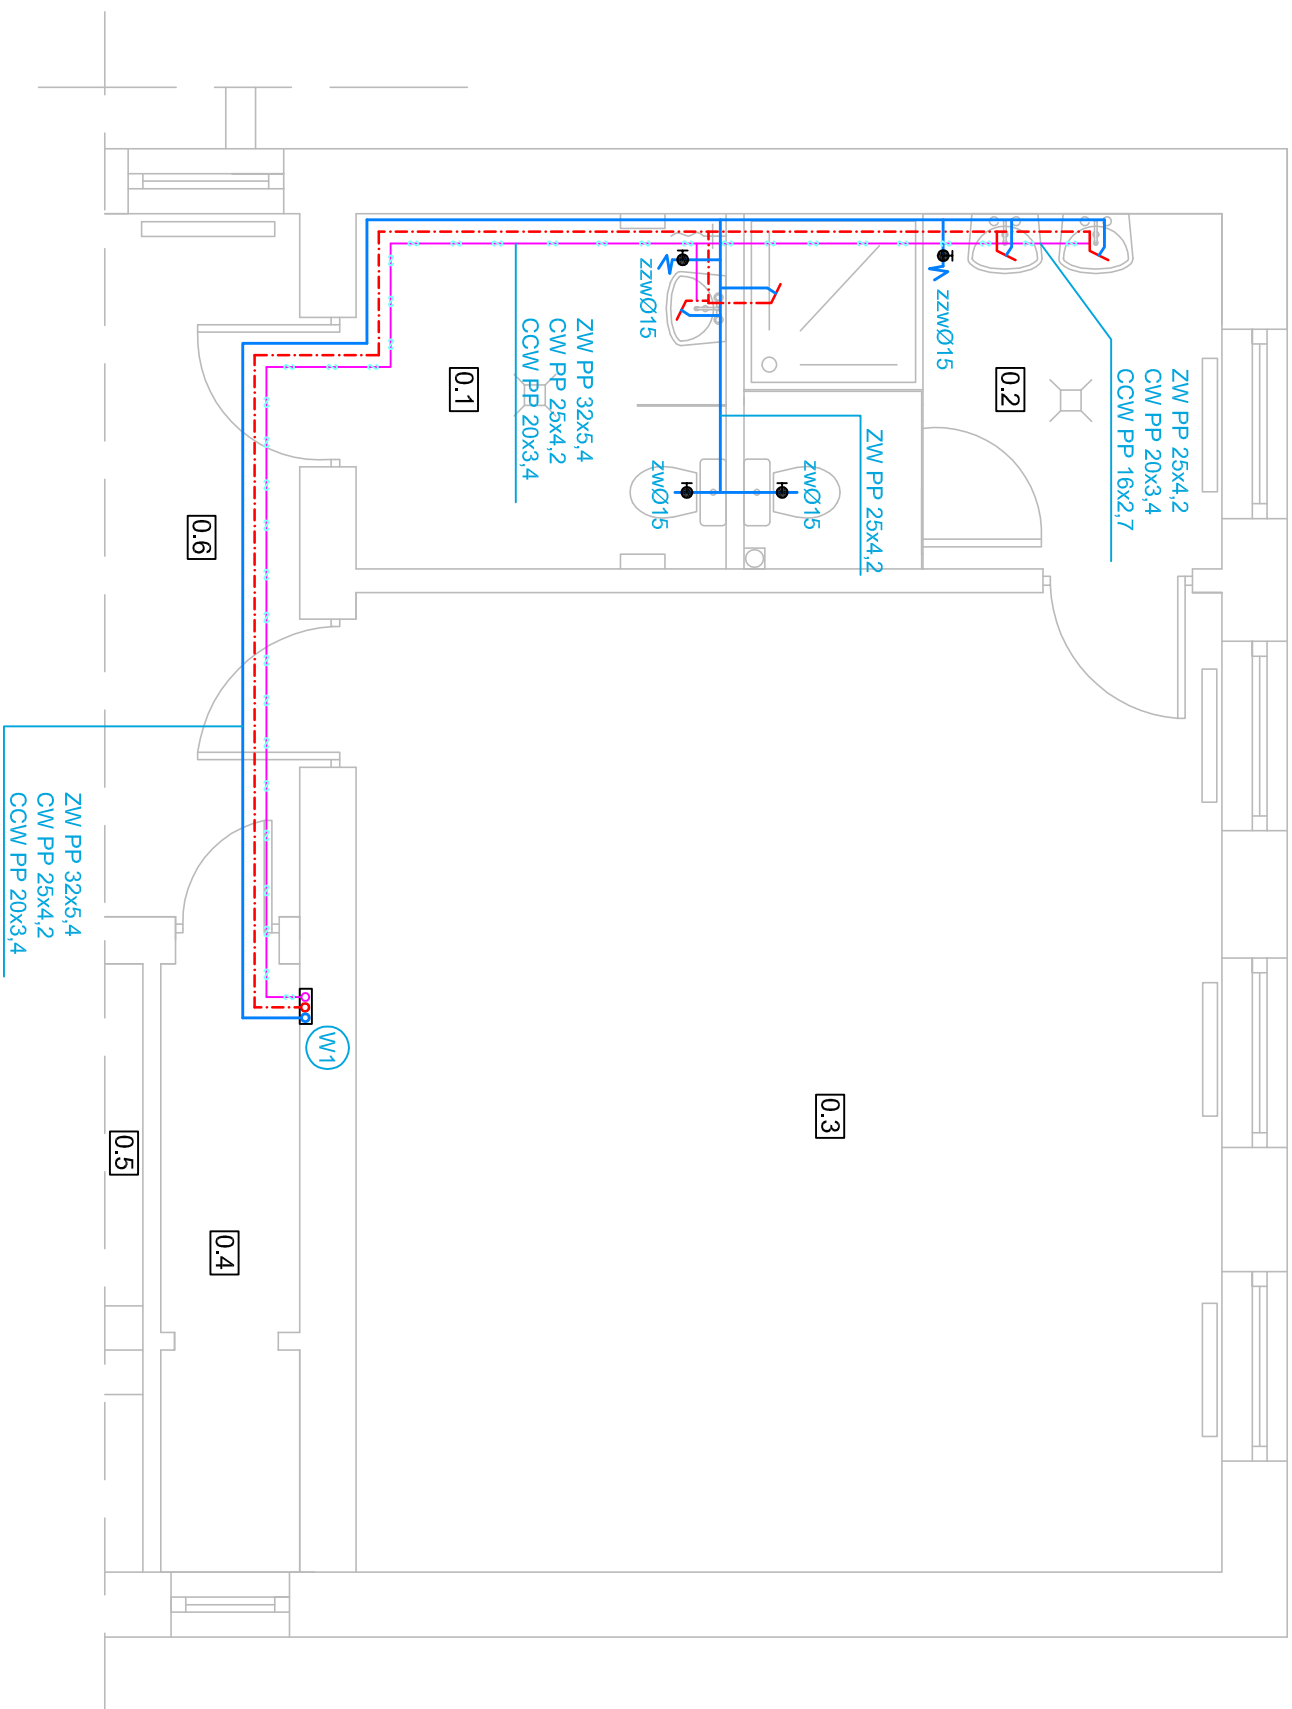 ZW PP 25x4,2
CW PP 20x3,4
CCW PP 16x2,7
0.2
zzwØ15
ZW PP 25x4,2
zwØ15
zzwØ15
zwØ15
ZW PP 32x5,4
CW PP 25x4,2
CCW PP 20x3,4
0.1
0.6
0.3
W1
ZW PP 32x5,4
CW PP 25x4,2
CCW PP 20x3,4
0.4
0.5